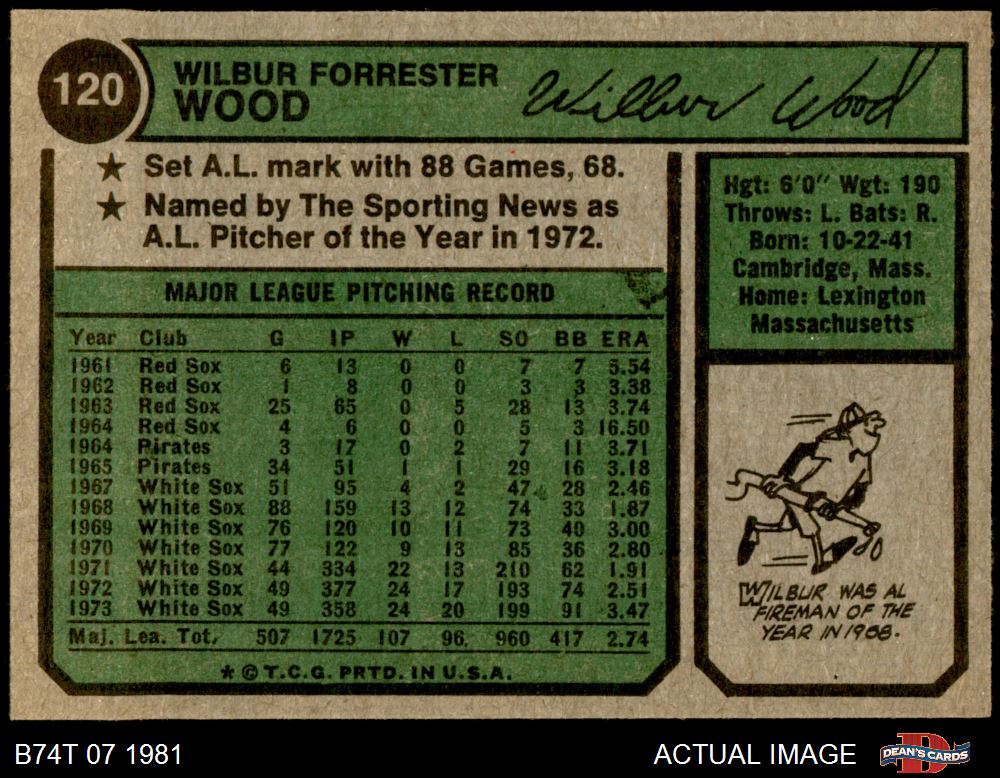 120
WILBUR FORRESTER
WOOD
Wilbur Wood
★ Set A.L. mark with 88 Games, 68.
★ Named by The Sporting News as
A.L. Pitcher of the Year in 1972.
MAJOR LEAGUE PITCHING RECORD
Year Club G IP W L SO BB ERA
1961 Red Sox 6 13 0 0 7 7 5.54
1962 Red Sox 1 8 0 0 3 3 3.38
1963 Red Sox 25 65 0 5 28 13 3.74
1964 Red Sox 4 6 0 0 5 3 16.50
1964 Pirates 3 17 0 2 7 11 3.71
1965 Pirates 34 51 1 1 29 16 3.18
1967 White Sox 51 95 4 2 47 28 2.46
1968 White Sox 88 159 13 12 74 33 1.87
1969 White Sox 76 120 10 11 73 40 3.00
1970 White Sox 77 122 9 13 85 36 2.80
1971 White Sox 44 334 22 13 210 62 1.91
1972 White Sox 49 377 24 17 193 74 2.51
1973 White Sox 49 358 24 20 199 91 3.47
Maj. Lea. Tot. 507 1725 107 96 960 417 2.74
* © T.C.G. PRTD. IN U.S.A.
Hgt: 6'0" Wgt: 190
Throws: L. Bats: R.
Born: 10-22-41
Cambridge, Mass.
Home: Lexington
Massachusetts
WILBUR WAS AL
FIREMAN OF THE
YEAR IN 1968.
B74T 07 1981
ACTUAL IMAGE
D
DEAN'S CARDS